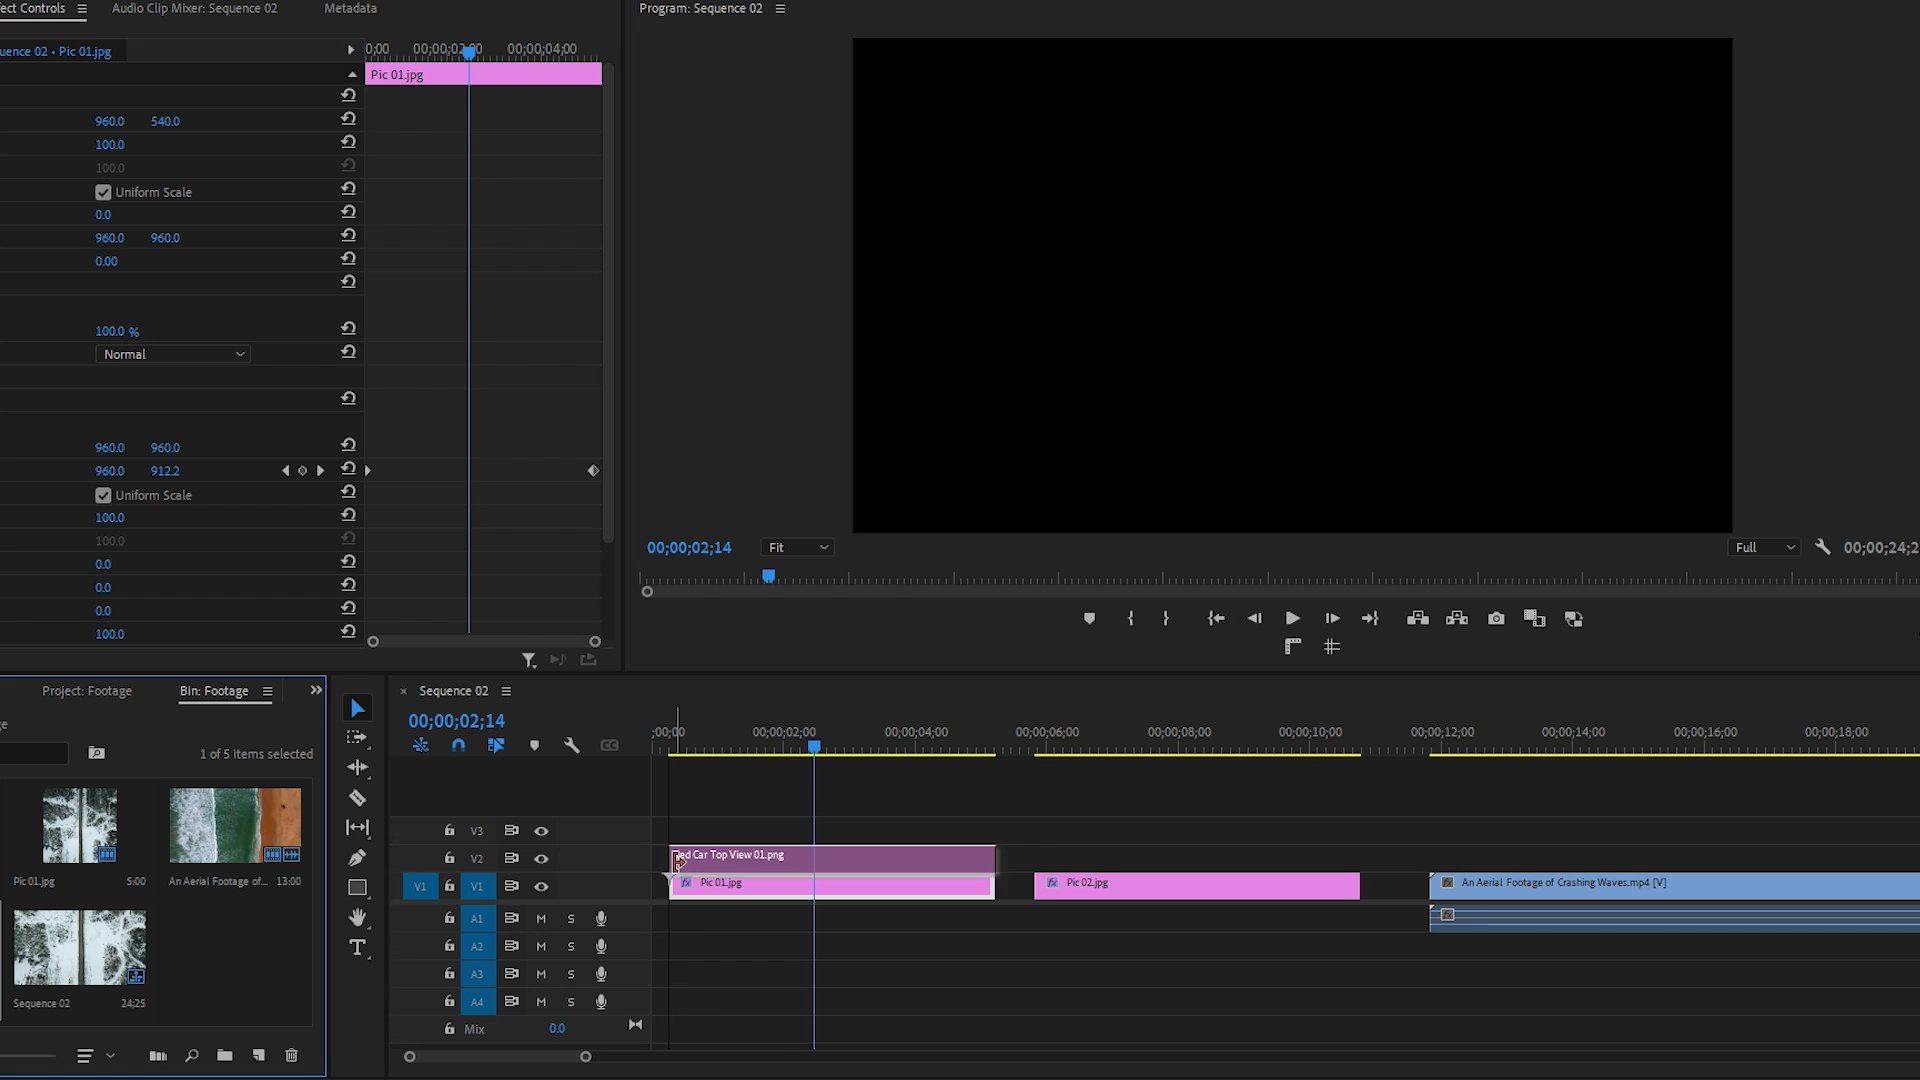 ect Controls
Audio Clip Mixer: Sequence 02
Metadata
Program: Sequence 02
uence 02 • Pic 01.jpg
0;00
00;00;02;00
00;00;04;00
Pic 01.jpg
960.0 540.0
100.0
100.0
Uniform Scale
0.0
960.0 960.0
0.00
100.0 %
Normal
960.0 960.0
960.0 912.2
Uniform Scale
100.0
100.0
0.0
0.0
0.0
100.0
00;00;02;14
Fit
Full
00;00;24;2
Project: Footage
Bin: Footage
ge
1 of 5 items selected
Pic 01.jpg 5:00
An Aerial Footage of... 13:00
Sequence 02 24;25
Sequence 02
00;00;02;14
;00;00
00;00;02;00
00;00;04;00
00;00;06;00
00;00;08;00
00;00;10;00
00;00;12;00
00;00;14;00
00;00;16;00
00;00;18;00
V3
V2
Red Car Top View 01.png
V1
V1
fx Pic 01.jpg
fx Pic 02.jpg
fx An Aerial Footage of Crashing Waves.mp4 [V]
A1 M S
fx
A2 M S
A3 M S
A4 M S
Mix 0.0